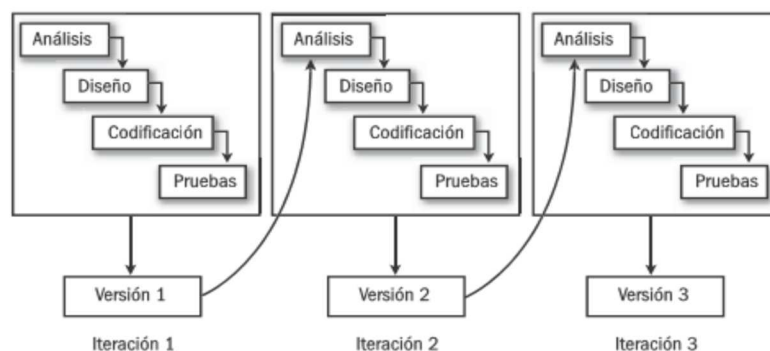 Análisis
Diseño
Codificación
Pruebas
Versión 1
Iteración 1
Análisis
Diseño
Codificación
Pruebas
Versión 2
Iteración 2
Análisis
Diseño
Codificación
Pruebas
Versión 3
Iteración 3